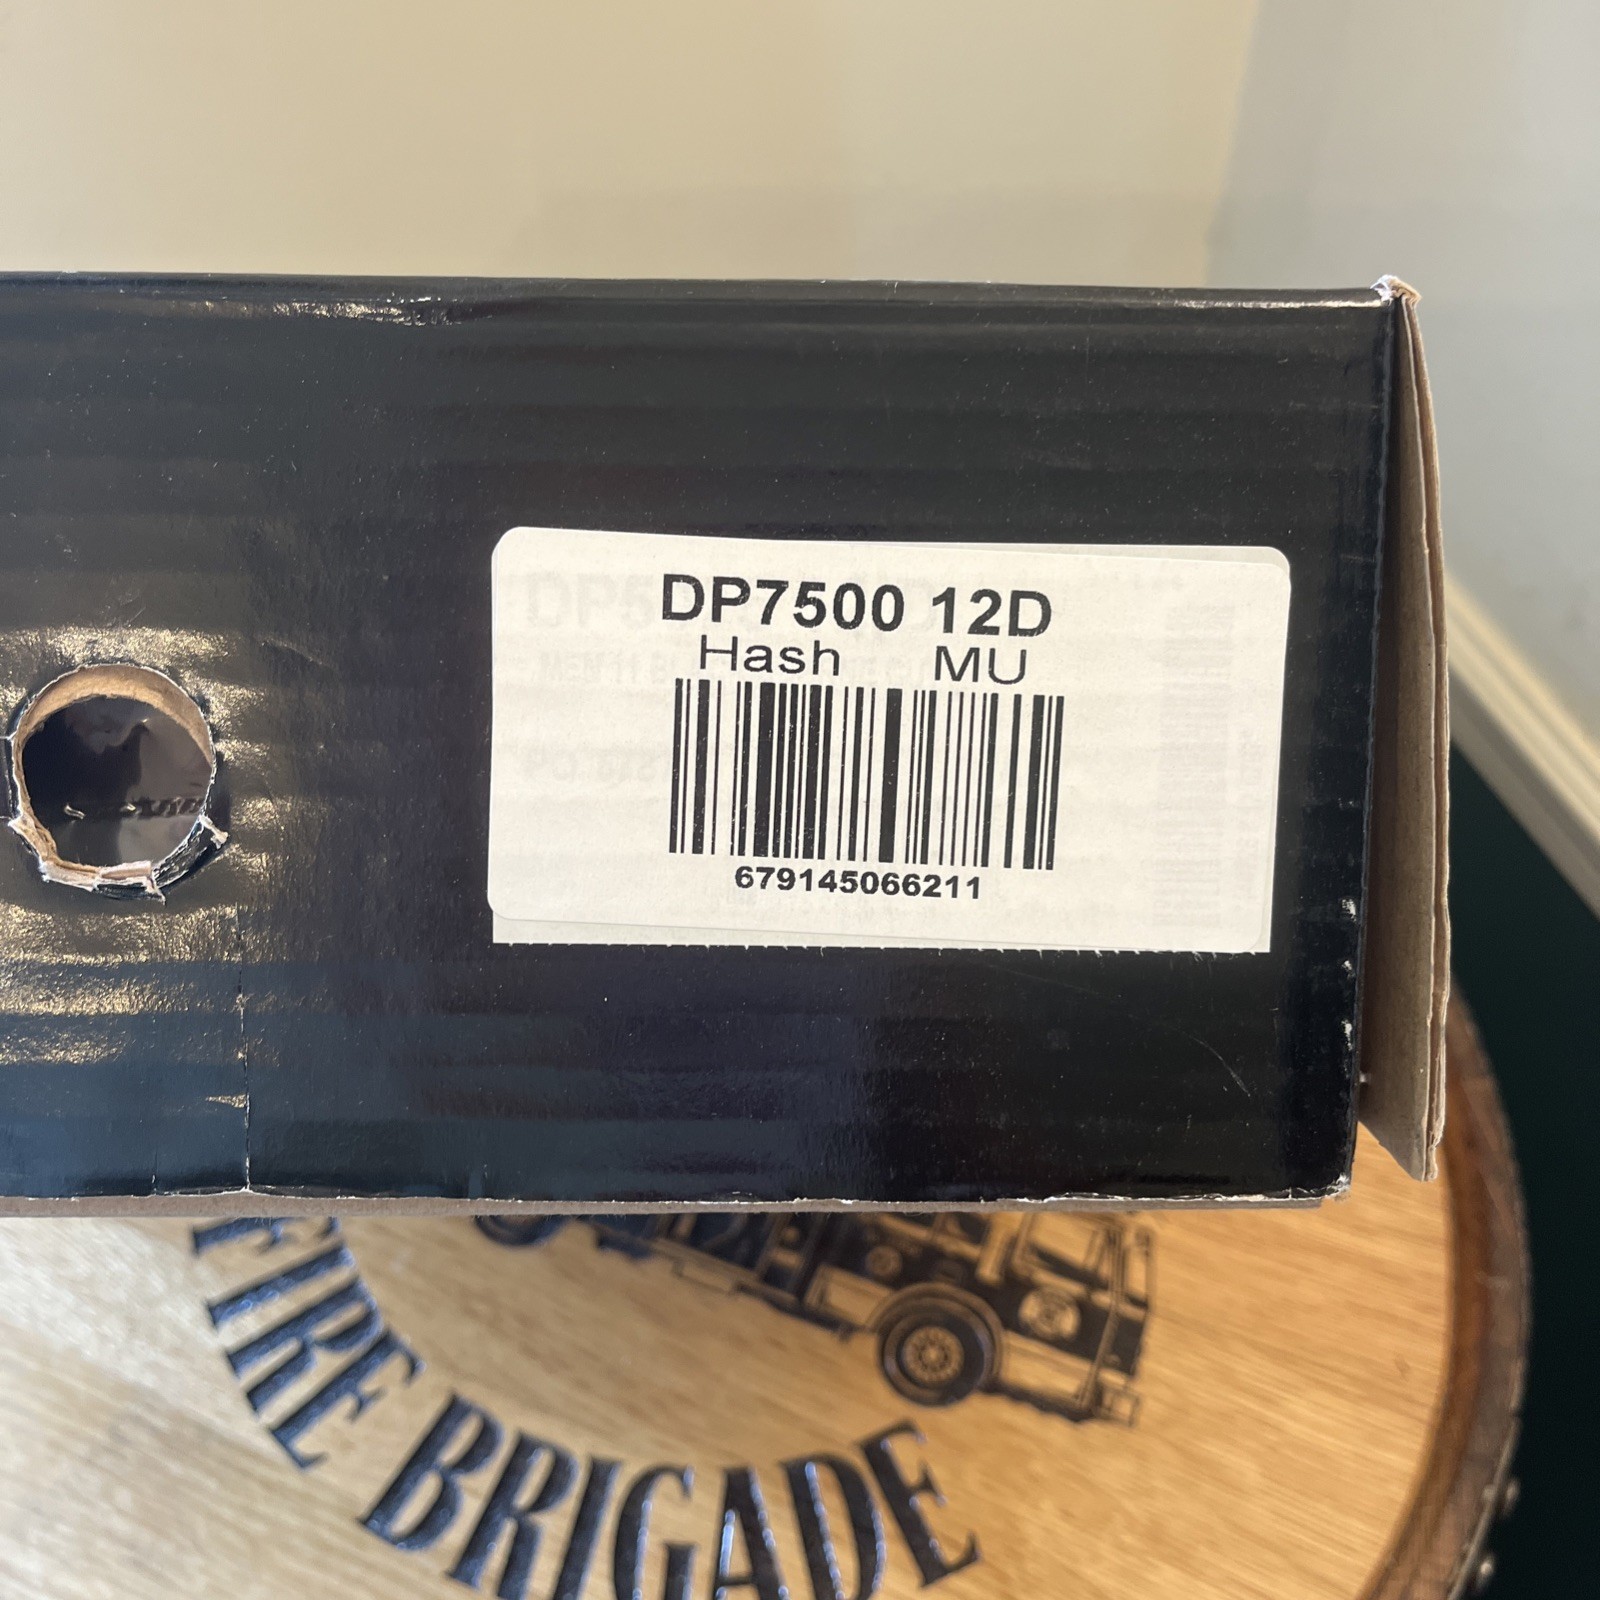 DP7500 12D
Hash MU
679145066211
FIRE BRIGADE